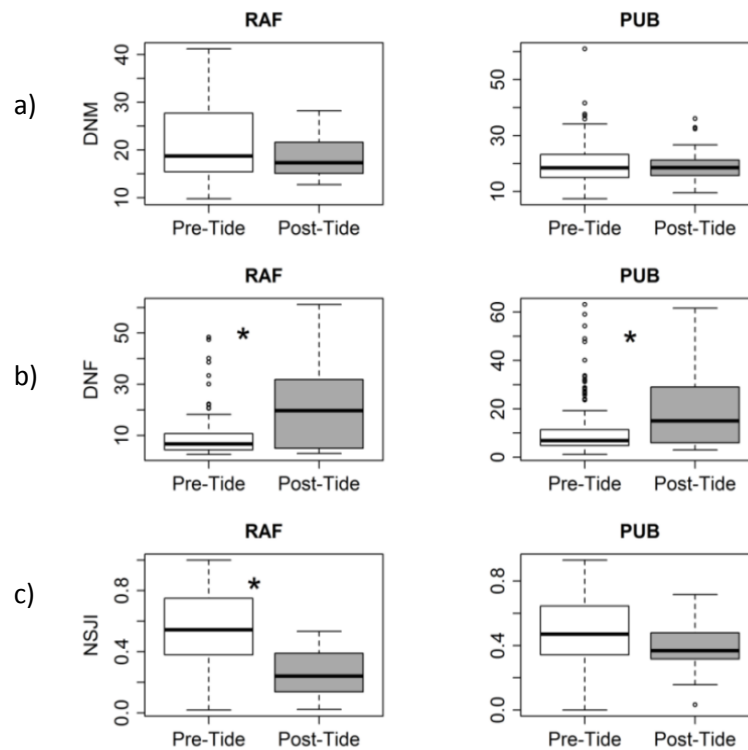 RAF PUB
a) DNM 10 20 30 40 10 30 50
Pre-Tide Post-Tide Pre-Tide Post-Tide
RAF PUB
b) DNF 10 30 50 * 0 20 40 60 *
Pre-Tide Post-Tide Pre-Tide Post-Tide
RAF PUB
c) NSJI 0.0 0.4 0.8 * 0.0 0.4 0.8
Pre-Tide Post-Tide Pre-Tide Post-Tide